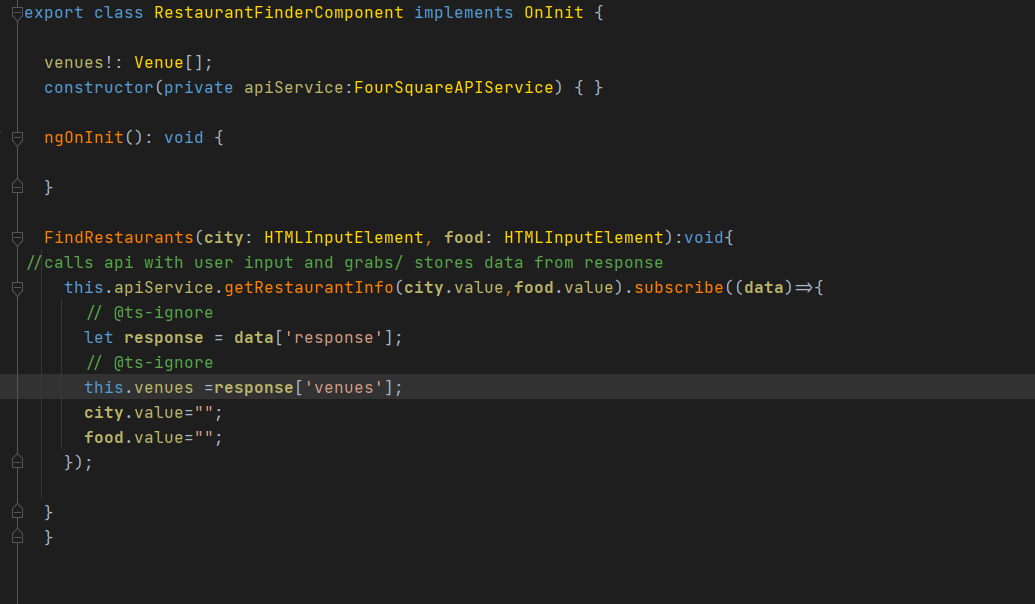 export class RestaurantFinderComponent implements OnInit {
venues!: Venue[];
constructor(private apiService:FourSquareAPIService) { }
ngOnInit(): void {
}
FindRestaurants(city: HTMLInputElement, food: HTMLInputElement):void{
//calls api with user input and grabs/ stores data from response
this.apiService.getRestaurantInfo(city.value,food.value).subscribe((data)=>{
// @ts-ignore
let response = data['response'];
// @ts-ignore
this.venues =response['venues'];
city.value="";
food.value="";
});
}
}